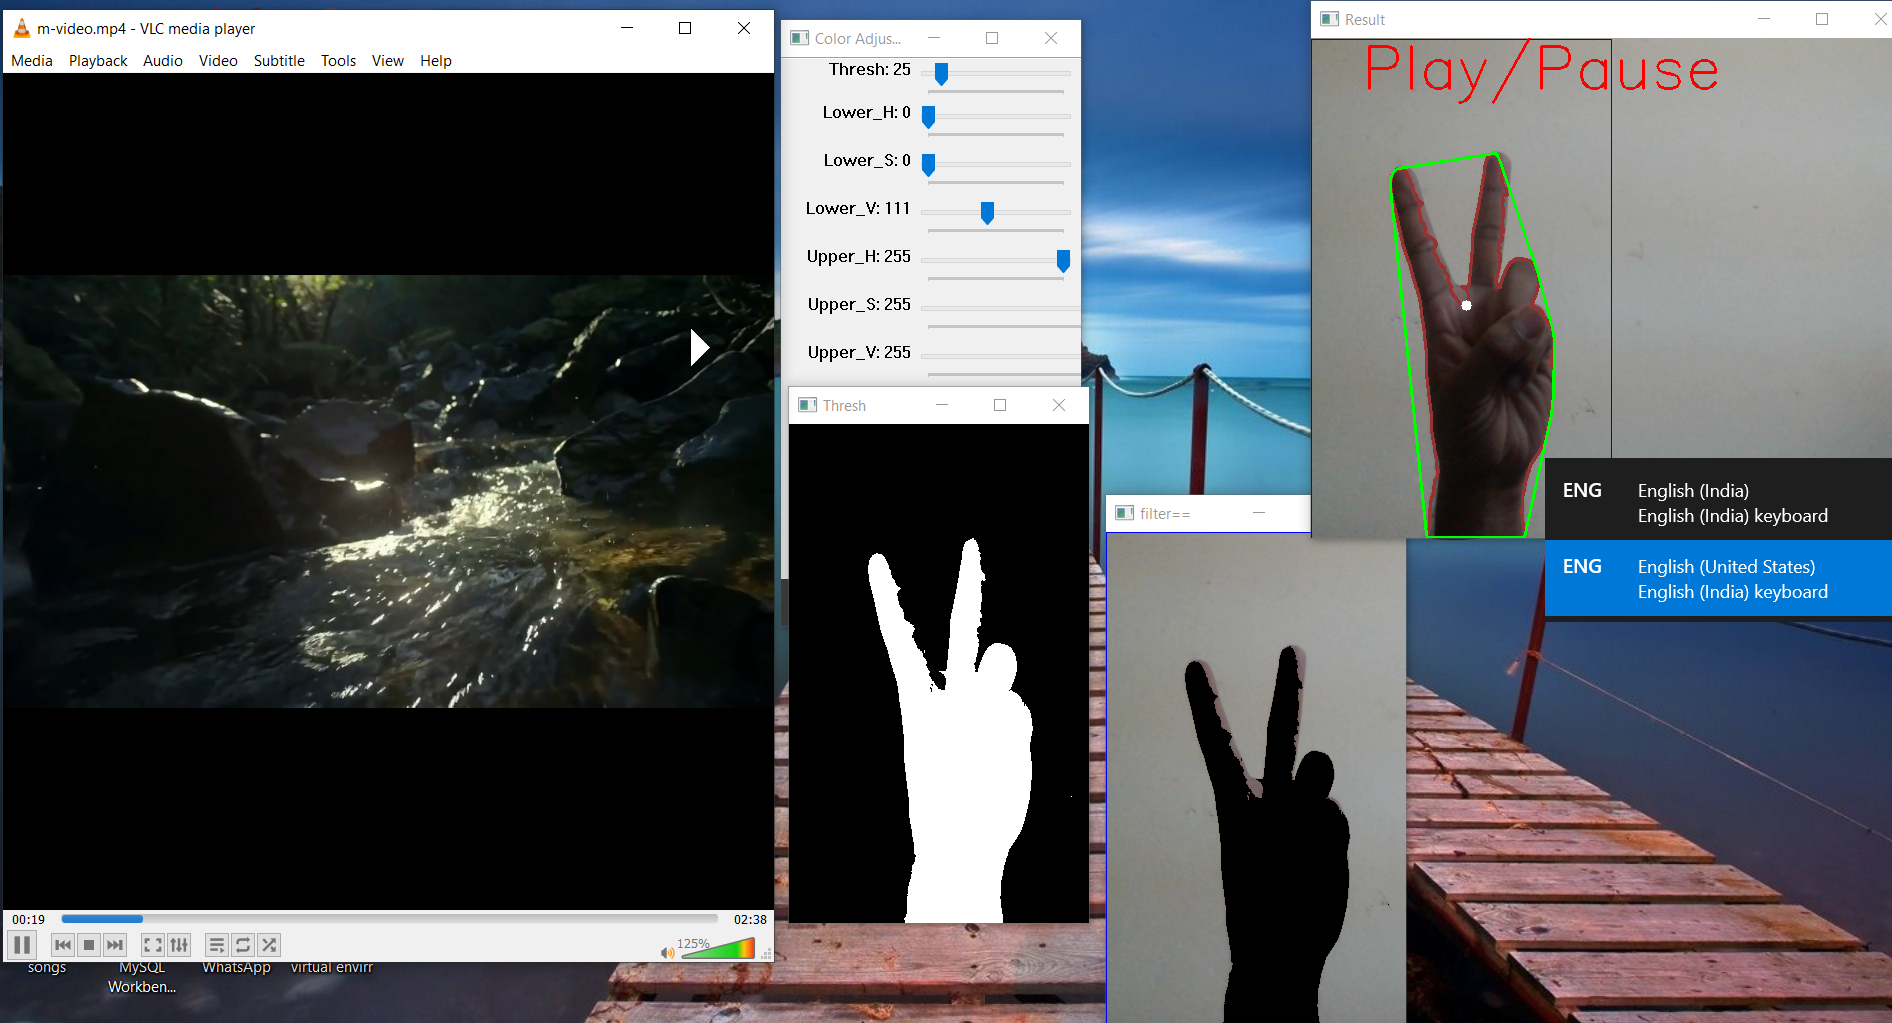 m-video.mp4 - VLC media player
Media Playback Audio Video Subtitle Tools View Help
00:19 02:38
125%
songs MySQL Workben... WhatsApp virtual envirr
Color Adjus...
Thresh: 25
Lower_H: 0
Lower_S: 0
Lower_V: 111
Upper_H: 255
Upper_S: 255
Upper_V: 255
Thresh
filter==
Result
Play/Pause
ENG English (India)
English (India) keyboard
ENG English (United States)
English (India) keyboard